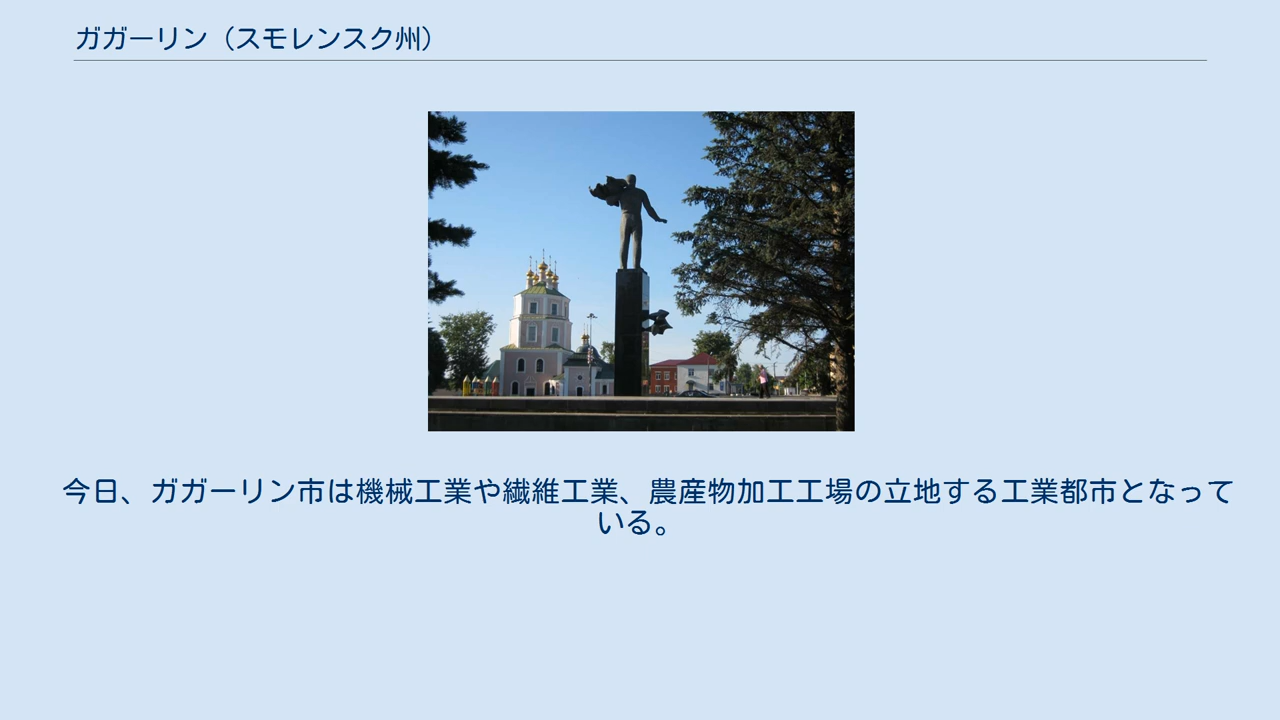 ガガーリン（スモレンスク州）
今日、ガガーリン市は機械工業や繊維工業、農産物加工工場の立地する工業都市となって
いる。